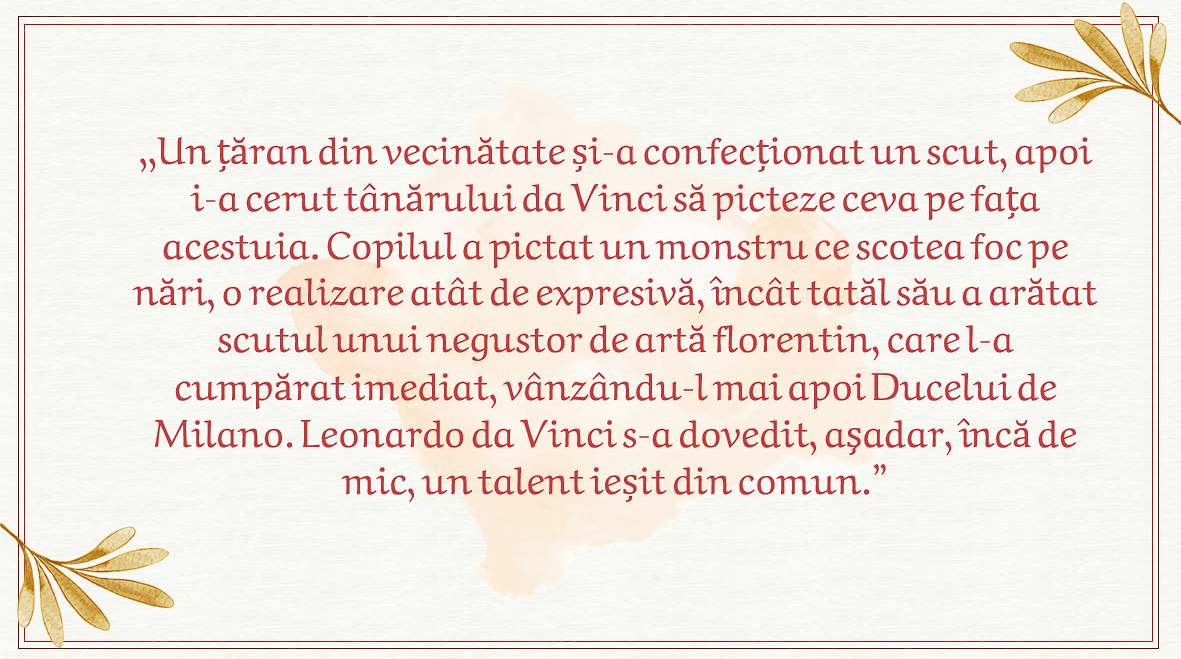 „Un țăran din vecinătate și-a confecționat un scut, apoi
i-a cerut tânărului da Vinci să picteze ceva pe fața
acestuia. Copilul a pictat un monstru ce scotea foc pe
nări, o realizare atât de expresivă, încât tatăl său a arătat
scutul unui negustor de artă florentin, care l-a
cumpărat imediat, vânzându-l mai apoi Ducelui de
Milano. Leonardo da Vinci s-a dovedit, așadar, încă de
mic, un talent ieșit din comun.”